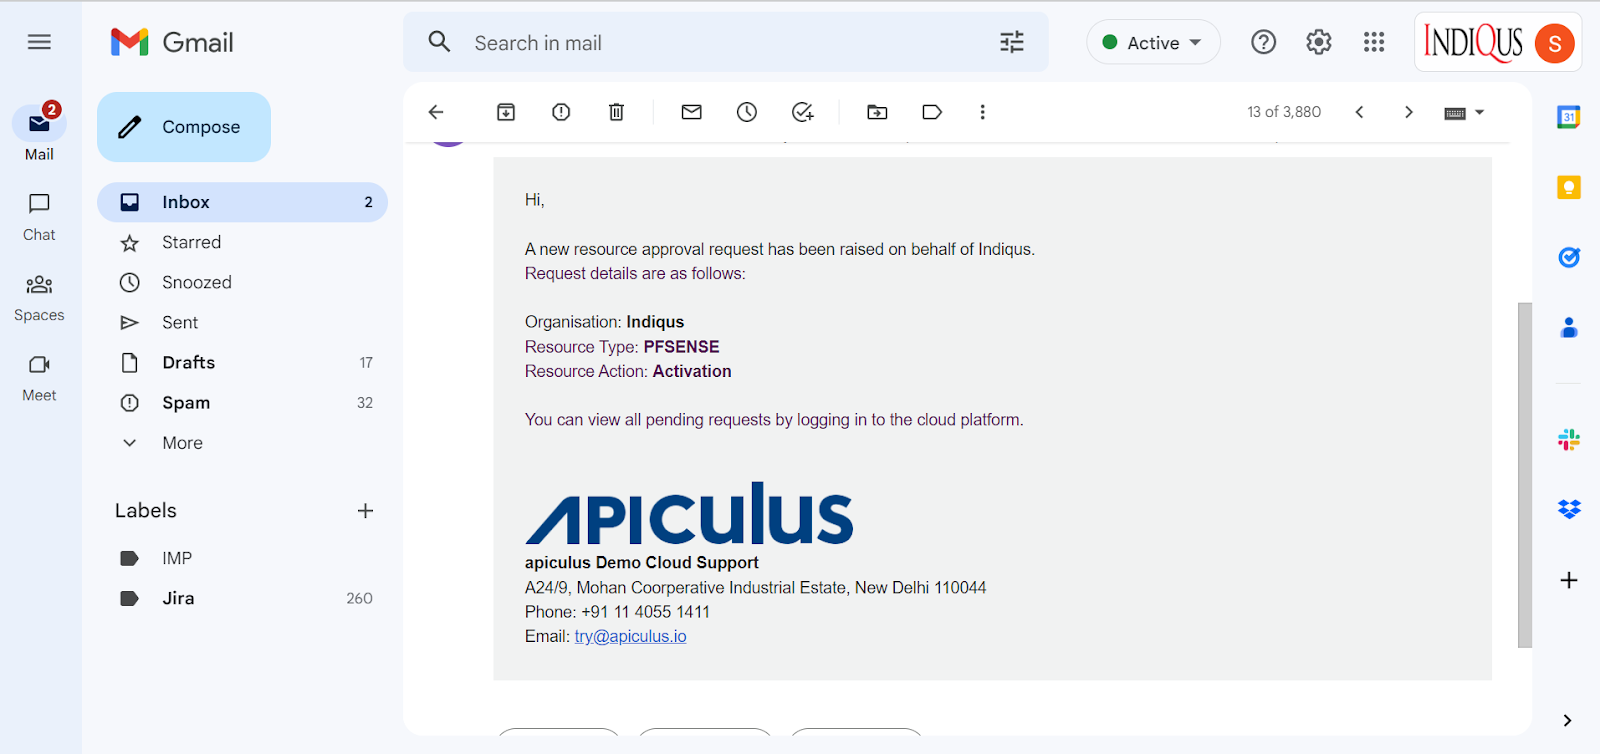 Gmail
Search in mail
Active
INDIQUS
S
2
Mail
Chat
Spaces
Meet
Compose
Inbox 2
Starred
Snoozed
Sent
Drafts 17
Spam 32
More
Labels
IMP
Jira 260
13 of 3,880
31
Hi,
A new resource approval request has been raised on behalf of Indiqus.
Request details are as follows:
Organisation: Indiqus
Resource Type: PFSENSE
Resource Action: Activation
You can view all pending requests by logging in to the cloud platform.
APICULUS
apiculus Demo Cloud Support
A24/9, Mohan Coorperative Industrial Estate, New Delhi 110044
Phone: +91 11 4055 1411
Email: try@apiculus.io